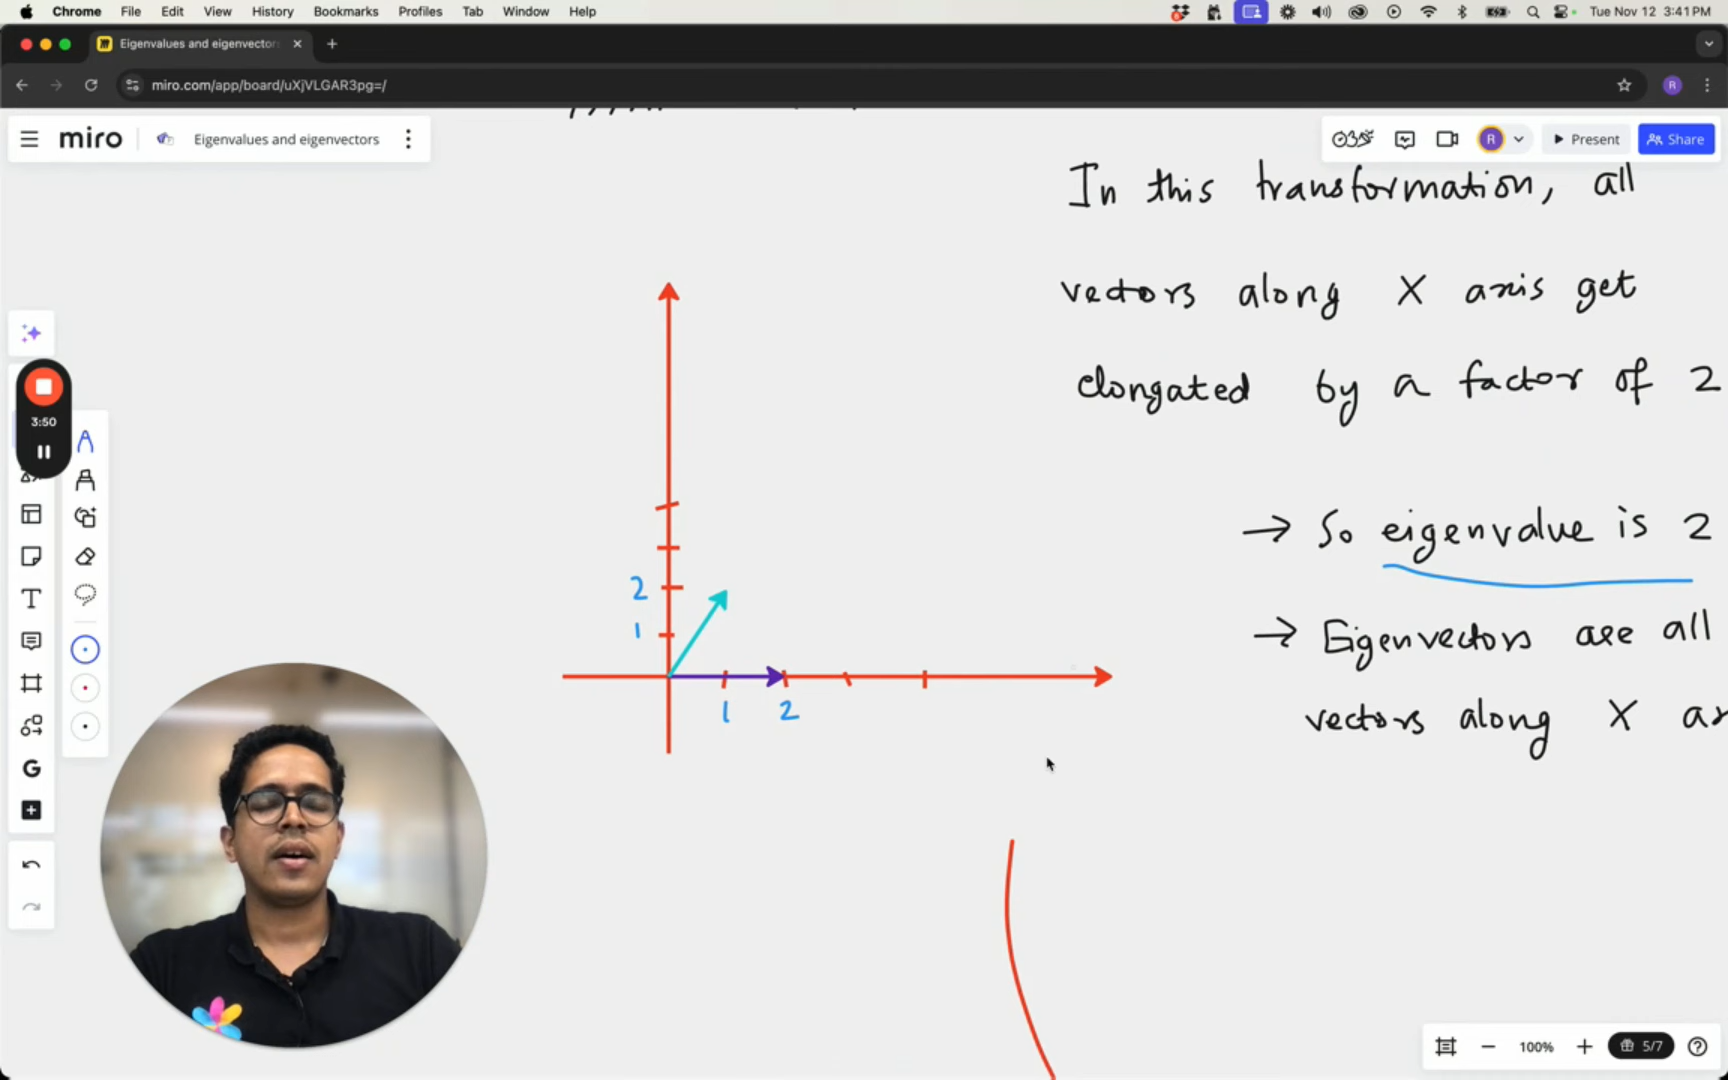 Chrome File Edit View History Bookmarks Profiles Tab Window Help Tue Nov 12 3:41 PM
Eigenvalues and eigenvector
miro.com/app/board/uXjVLGAR3pg=/ R
miro Eigenvalues and eigenvectors R Present Share
In this transformation, all
vectors along X axis get
elongated by a factor of 2
3:50
→ So eigenvalue is 2
2
1
→ Eigenvectors are all
vectors along X
1 2
T
G
100% 5/7